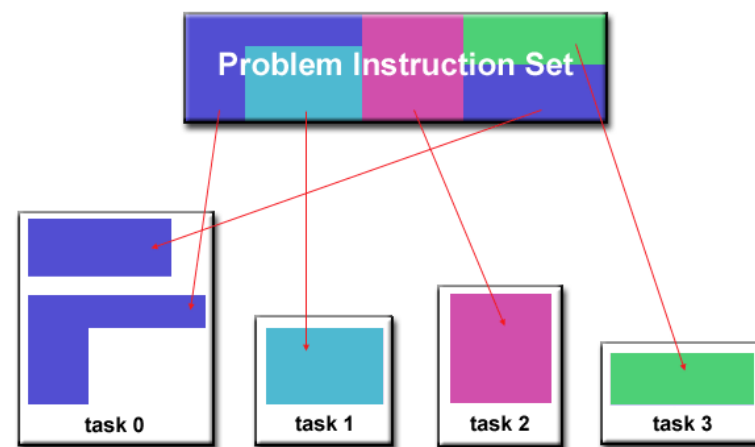 Problem Instruction Set
task 0
task 1
task 2
task 3